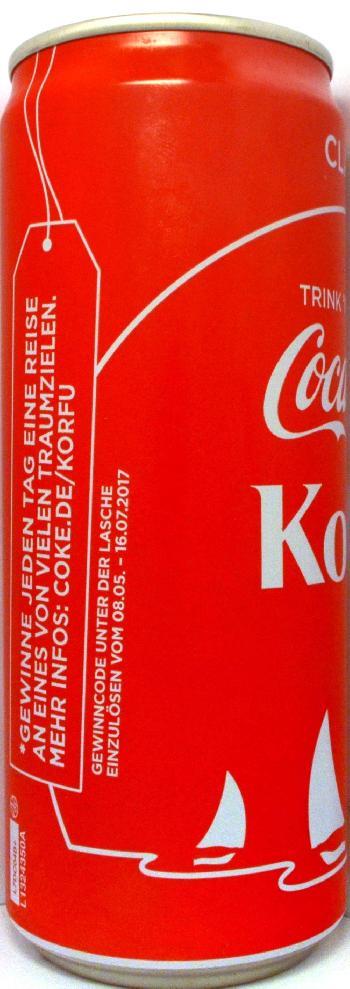 CL
TRINK
Coca
Ko
*GEWINNE JEDEN TAG EINE REISE
AN EINES VON VIELEN TRAUMZIELEN.
MEHR INFOS: COKE.DE/KORFU
GEWINNCODE UNTER DER LASCHE
EINZULÖSEN VOM 08.05. – 16.07.2017
L1324350A